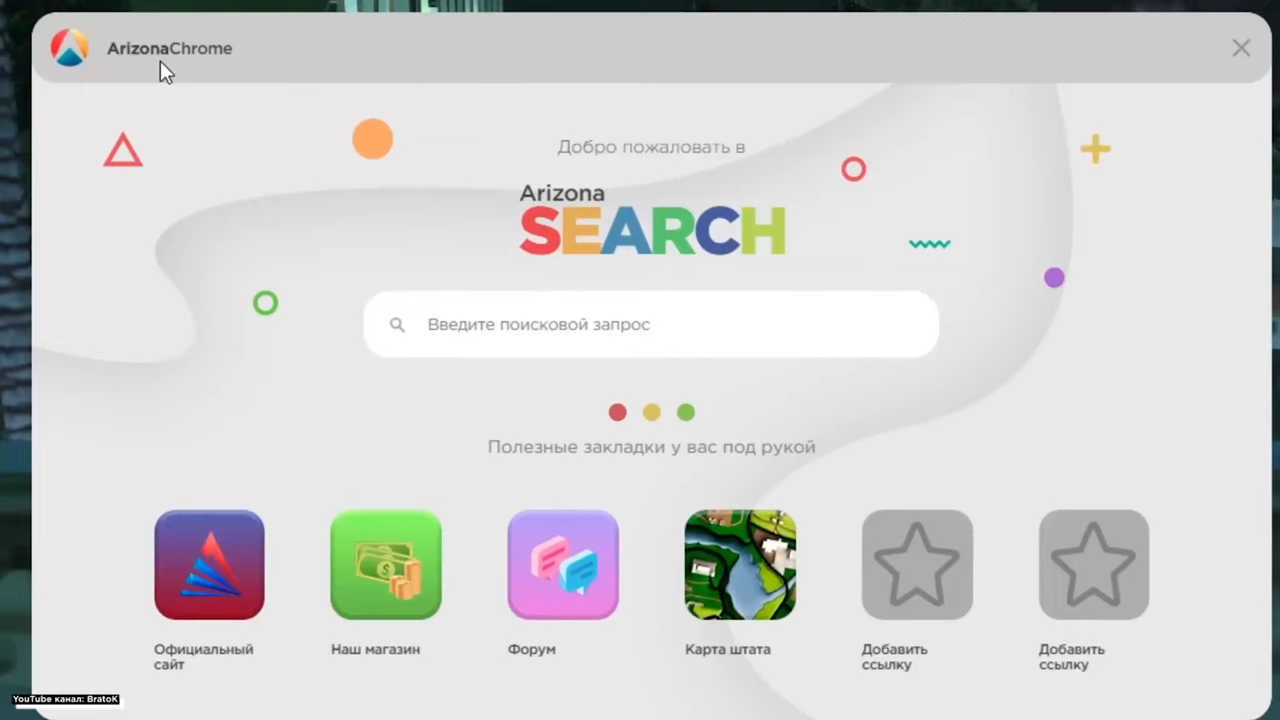 ArizonaChrome
Добро пожаловать в
Arizona
SEARCH
Введите поисковой запрос
Полезные закладки у вас под рукой
Официальный
сайт
Наш магазин
Форум
Карта штата
Добавить
ссылку
Добавить
ссылку
YouTube канал: BratoK